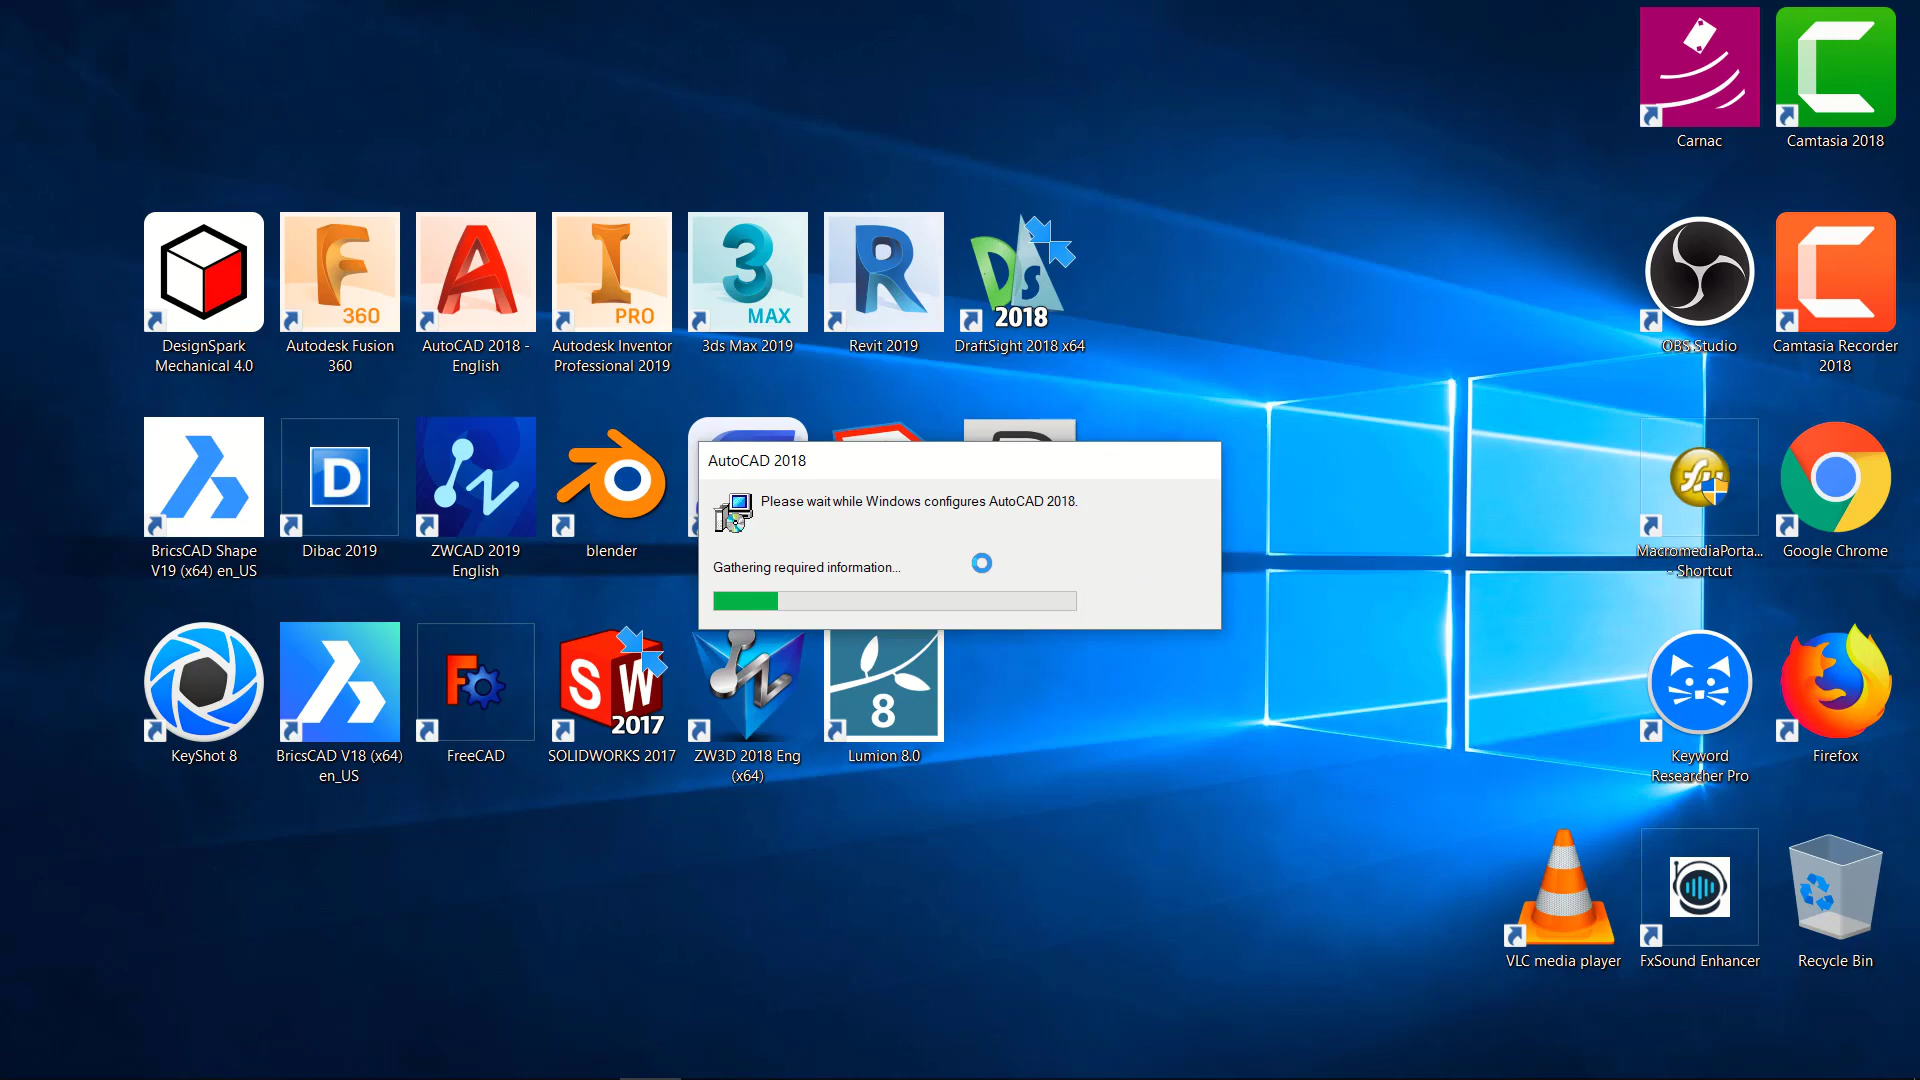 Carnac
Camtasia 2018
360
PRO
MAX
DS
2018
DesignSpark
Mechanical 4.0
Autodesk Fusion
360
AutoCAD 2018 -
English
Autodesk Inventor
Professional 2019
3ds Max 2019
Revit 2019
DraftSight 2018 x64
OBS Studio
Camtasia Recorder
2018
AutoCAD 2018
Please wait while Windows configures AutoCAD 2018.
Gathering required information...
BricsCAD Shape
V19 (x64) en_US
Dibac 2019
ZWCAD 2019
English
blender
MacromediaPorta...
- Shortcut
Google Chrome
SW
2017
8
KeyShot 8
BricsCAD V18 (x64)
en_US
FreeCAD
SOLIDWORKS 2017
ZW3D 2018 Eng
(x64)
Lumion 8.0
Keyword
Researcher Pro
Firefox
VLC media player
FxSound Enhancer
Recycle Bin